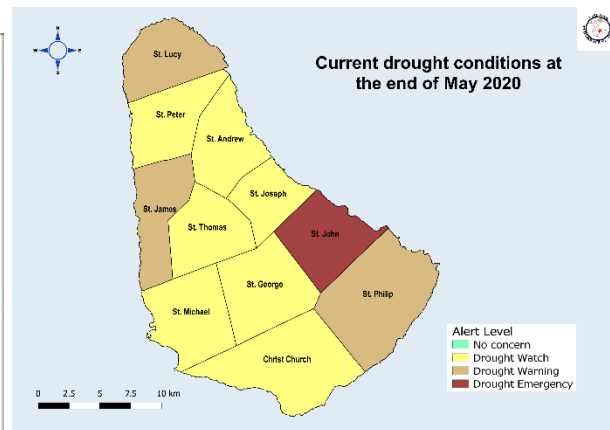 Current drought conditions at
the end of May 2020
N
W
E
S
St. Lucy
St. Peter
St. Andrew
St. Joseph
St. James
St. Thomas
St. John
St. George
St. Philip
St. Michael
Christ Church
Alert Level
No concern
Drought Watch
Drought Warning
Drought Emergency
0 2.5 5 7.5 10 km